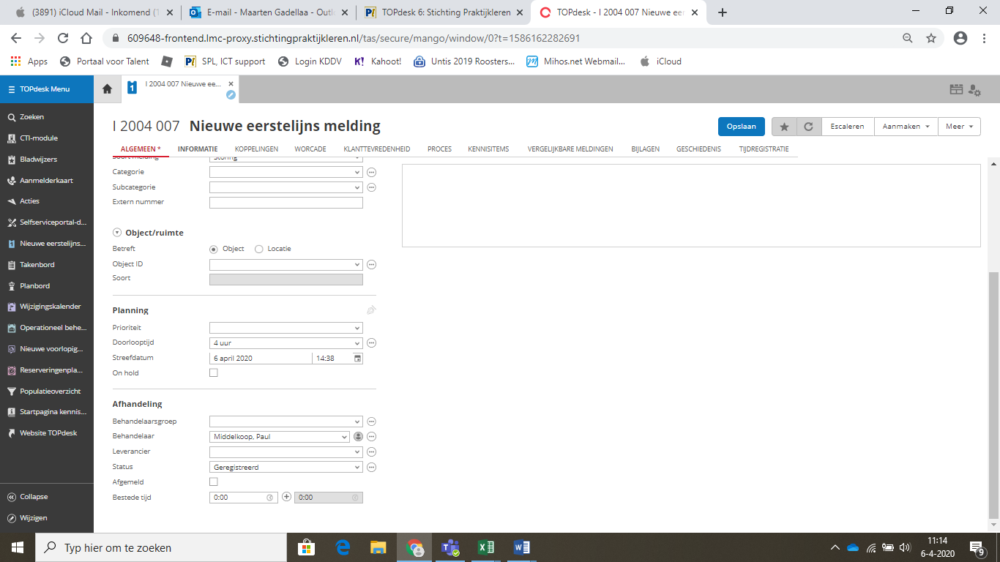 (3891) iCloud Mail - Inkomend (1
E-mail - Maarten Gadellaa - Outl
TOPdesk 6: Stichting Praktijkleren
TOPdesk - I 2004 007 Nieuwe eer
609648-frontend.lmc-proxy.stichtingpraktijkleren.nl/tas/secure/mango/window/0?t=1586162282691
Apps
Portaal voor Talent
SPL, ICT support
Login KDDV
Kahoot!
Untis 2019 Roosters...
Mihos.net Webmail...
iCloud
TOPdesk Menu
I 2004 007 Nieuwe ee...
Zoeken
CTI-module
Bladwijzers
Aanmelderkaart
Acties
Selfserviceportal-d...
Nieuwe eerstelijns...
Takenbord
Planbord
Wijzigingskalender
Operationeel behe...
Nieuwe voorlopig...
Reserveringenpla...
Populatieoverzicht
Startpagina kennis...
Website TOPdesk
Collapse
Wijzigen
I 2004 007 Nieuwe eerstelijns melding
Opslaan
Escaleren
Aanmaken
Meer
ALGEMEEN *
INFORMATIE
KOPPELINGEN
WORCADE
KLANTTEVREDENHEID
PROCES
KENNISITEMS
VERGELIJKBARE MELDINGEN
BIJLAGEN
GESCHIEDENIS
TIJDREGISTRATIE
Soort melding Storing
Categorie
Subcategorie
Extern nummer
Object/ruimte
Betreft Object Locatie
Object ID
Soort
Planning
Prioriteit
Doorlooptijd 4 uur
Streefdatum 6 april 2020 14:38
On hold
Afhandeling
Behandelaarsgroep
Behandelaar Middelkoop, Paul
Leverancier
Status Geregistreerd
Afgemeld
Bestede tijd 0:00 0:00
Typ hier om te zoeken
11:14
6-4-2020
9